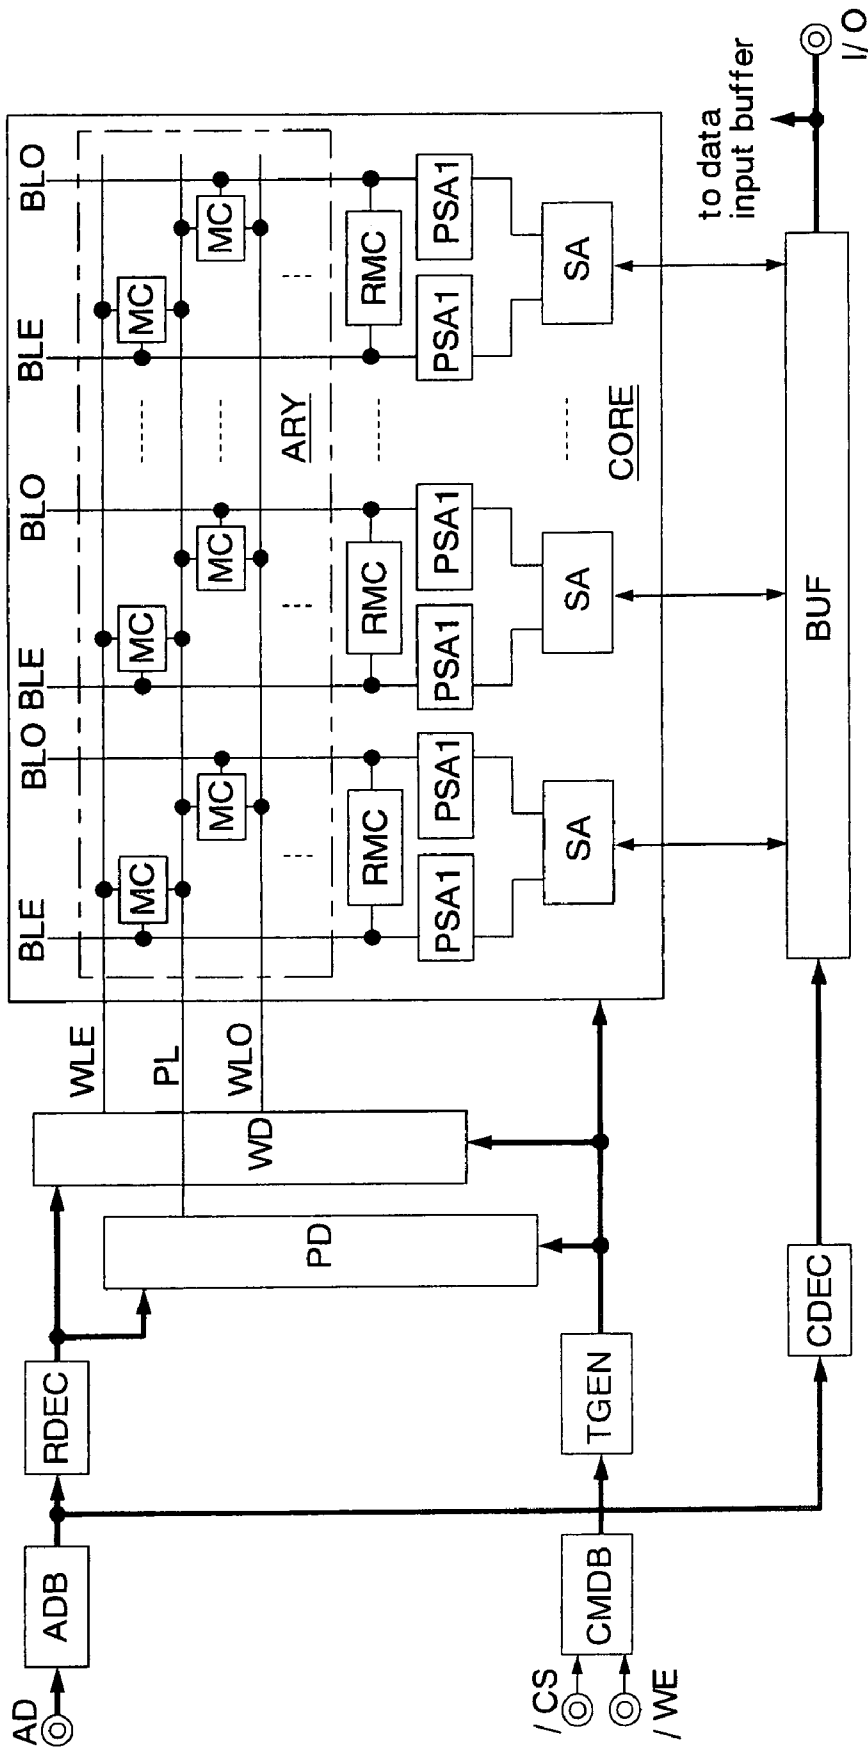 AD
ADB
RDEC
PD
WD
WLE
PL
WLO
BLE
BLO
BLE
BLO
BLE
BLO
MC
MC
MC
MC
MC
MC
ARY
RMC
RMC
RMC
PSA1
PSA1
PSA1
PSA1
PSA1
PSA1
SA
SA
SA
CORE
/ CS
/ WE
CMDB
TGEN
CDEC
BUF
to data
input buffer
I/ O